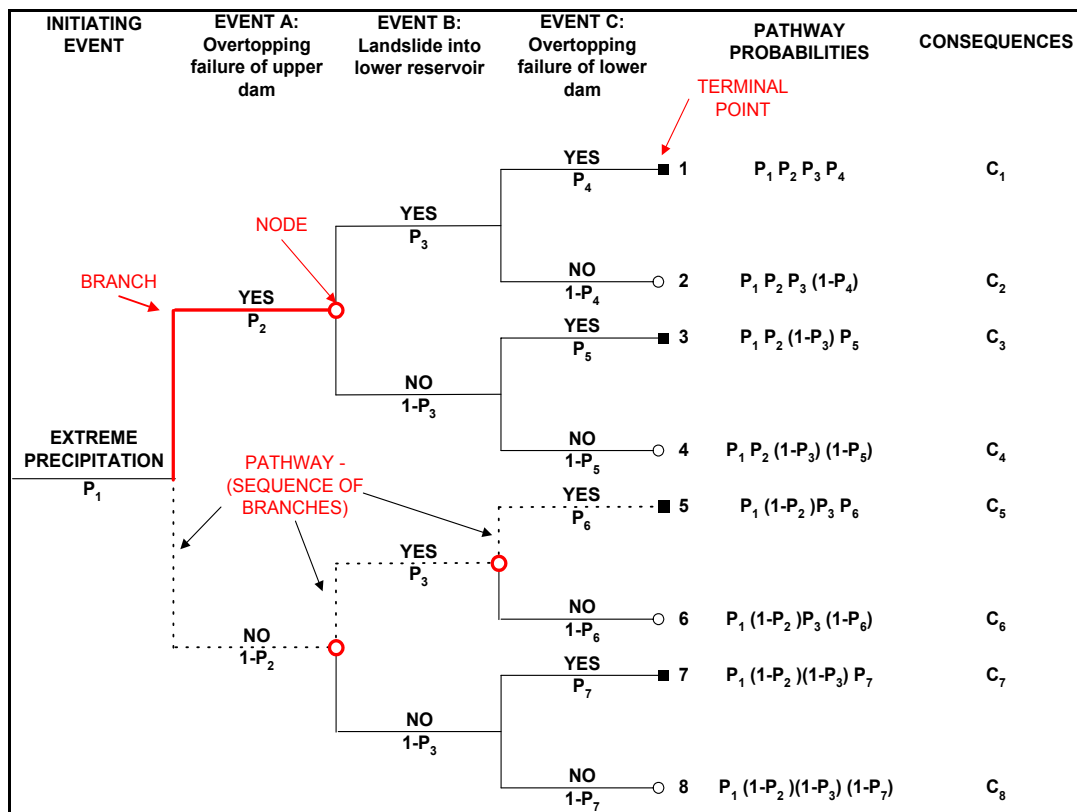 INITIATING
EVENT
EVENT A:
Overtopping
failure of upper
dam
EVENT B:
Landslide into
lower reservoir
EVENT C:
Overtopping
failure of lower
dam
PATHWAY
PROBABILITIES
CONSEQUENCES
TERMINAL
POINT
YES
P₄
1
P₁ P₂ P₃ P₄
C₁
NODE
YES
P₃
BRANCH
NO
1-P₄
2
P₁ P₂ P₃ (1-P₄)
C₂
YES
P₂
YES
P₅
3
P₁ P₂ (1-P₃) P₅
C₃
NO
1-P₃
EXTREME
PRECIPITATION
P₁
NO
1-P₅
4
P₁ P₂ (1-P₃) (1-P₅)
C₄
PATHWAY -
(SEQUENCE OF
BRANCHES)
YES
P₆
5
P₁ (1-P₂ )P₃ P₆
C₅
YES
P₃
NO
1-P₆
6
P₁ (1-P₂ )P₃ (1-P₆)
C₆
NO
1-P₂
YES
P₇
7
P₁ (1-P₂ )(1-P₃) P₇
C₇
NO
1-P₃
NO
1-P₇
8
P₁ (1-P₂ )(1-P₃) (1-P₇)
C₈